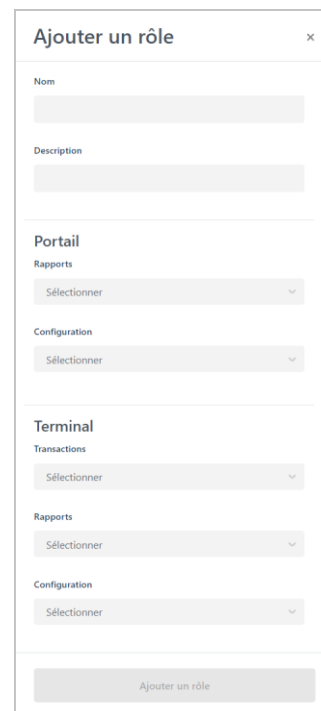 Ajouter un rôle ×
Nom
Description
Portail
Rapports
Sélectionner
Configuration
Sélectionner
Terminal
Transactions
Sélectionner
Rapports
Sélectionner
Configuration
Sélectionner
Ajouter un rôle